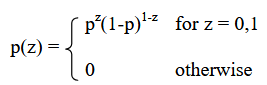 p(z) = { p^z(1-p)^{1-z} for z = 0,1
0 otherwise